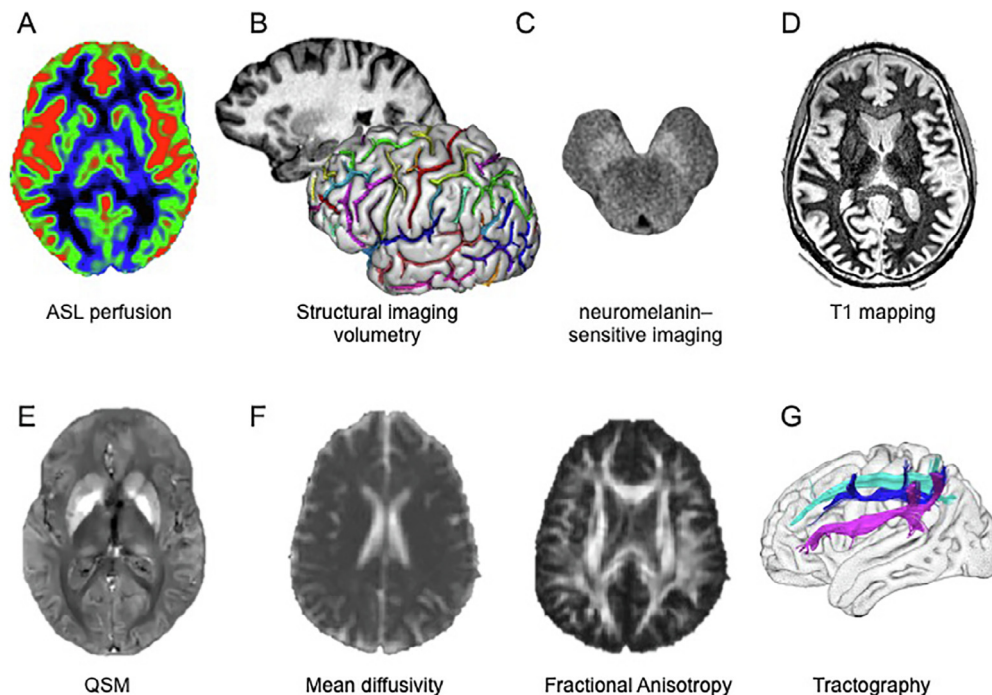 A
B
C
D
ASL perfusion
Structural imaging
volumetry
neuromelanin–
sensitive imaging
T1 mapping
E
F
G
QSM
Mean diffusivity
Fractional Anisotropy
Tractography